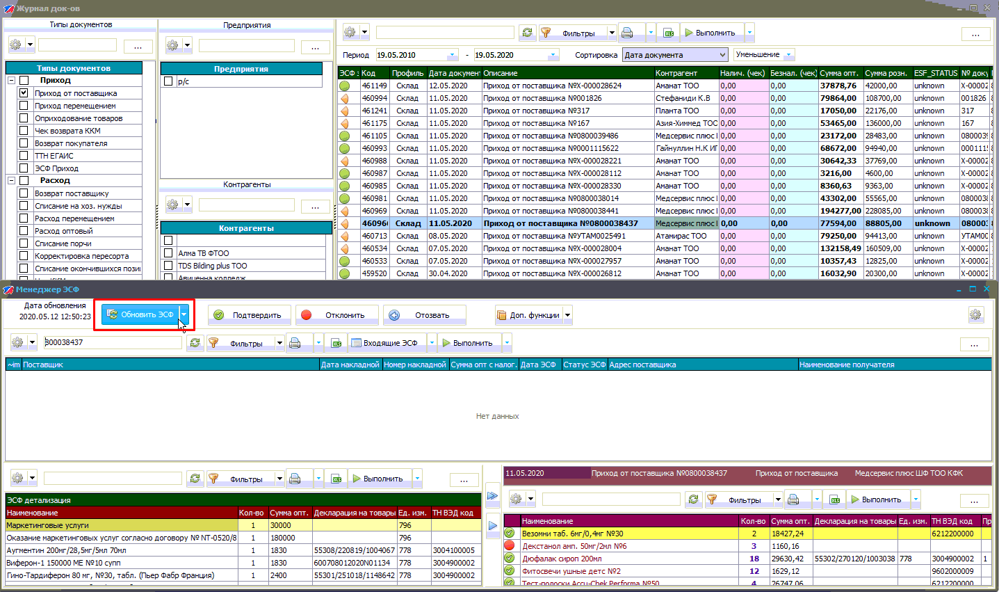 Журнал док-ов
Типы документов
...
Типы документов
Приход
Приход от поставщика
Приход перемещением
Оприходование товаров
Чек возврата ККМ
Возврат покупателя
ТТН ЕГАИС
ЭСФ Приход
Расход
Возврат поставщику
Списание на хоз. нужды
Расход перемещением
Расход оптовый
Списание порчи
Корректировка пересорта
Списание окончившихся пози
Предприятия
...
Предприятия
р/с
Контрагенты
...
Контрагенты
Алма ТВ ФТОО
TDS Bilding plus ТОО
Авиценна колледж
Фильтры XLS Выполнить ...
Период 19.05.2010 - 19.05.2020 Сортировка Дата документа Уменьшение
ЭСФ : Код Профиль Дата документ Описание Контрагент Налич. (чек) Безнал. (чек) Сумма опт. Сумма розн. ESF_STATUS № доку
461149 Склад 12.05.2020 Приход от поставщика №Х-000028624 Аманат ТОО 0,00 0,00 37878,76 42000,00 unknown Х-00002
460994 Склад 11.05.2020 Приход от поставщика №001826 Стефаниди К.В 0,00 0,00 79864,00 108700,00 unknown 001826
461241 Склад 11.05.2020 Приход от поставщика №317 Планта ТОО 0,00 0,00 17050,00 22176,00 unknown 317
461175 Склад 11.05.2020 Приход от поставщика №167 Азия-Химмед ТОО 0,00 0,00 53465,00 136000,00 unknown 167
461105 Склад 11.05.2020 Приход от поставщика №0800039486 Медсервис плюс 0,00 0,00 23172,00 28483,00 unknown 080003
460993 Склад 11.05.2020 Приход от поставщика №0001115622 Гайнуллин Н.К ИП 0,00 0,00 68672,00 94940,00 unknown 000111
460988 Склад 11.05.2020 Приход от поставщика №Х-000028221 Аманат ТОО 0,00 0,00 30642,33 37769,00 unknown Х-00002
460987 Склад 11.05.2020 Приход от поставщика №Х-000028112 Аманат ТОО 0,00 0,00 3216,00 4600,00 unknown Х-00002
460985 Склад 11.05.2020 Приход от поставщика №Х-000028330 Аманат ТОО 0,00 0,00 8360,63 9363,00 unknown Х-00002
460981 Склад 11.05.2020 Приход от поставщика №0800038014 Медсервис плюс 0,00 0,00 43302,00 55565,00 unknown 080003
460969 Склад 11.05.2020 Приход от поставщика №0800038441 Медсервис плюс 0,00 0,00 194277,00 228085,00 unknown 080003
46096 Склад 11.05.2020 Приход от поставщика №0800038437 Медсервис плюс 0,00 0,00 77594,00 88805,00 unknown 0800
460713 Склад 08.05.2020 Приход от поставщика №УТАМ0025491 Атамирас ТОО 0,00 0,00 79250,00 94413,00 unknown УТАМ00
460534 Склад 07.05.2020 Приход от поставщика №Х-000028004 Аманат ТОО 0,00 0,00 132158,49 160509,00 unknown Х-00002
460533 Склад 07.05.2020 Приход от поставщика №Х-000027957 Аманат ТОО 0,00 0,00 10357,43 12825,00 unknown Х-00002
459520 Склад 30.04.2020 Приход от поставщика №Х-000026812 Аманат ТОО 0,00 0,00 16032,90 20300,00 unknown Х-00002
Менеджер ЭСФ
Дата обновления
2020.05.12 12:50:23
Обновить ЭСФ Подтвердить Отклонить Отозвать Доп. функции
800038437 Фильтры XLS Входящие ЭСФ Выполнить ...
~im Поставщик Дата накладной Номер накладной Сумма опт с налог. Дата ЭСФ Статус ЭСФ Адрес поставщика Наименование получателя
Нет данных
Фильтры XLS Выполнить ...
ЭСФ детализация
Наименование Кол-во Сумма опт. Декларация на товары Ед. изм. ТН ВЭД код
Маркетинговые услуги 1 30000 796
Оказание маркетинговых услуг согласно договору № NT-0520/8 1 180000 796
Аугментин 200мг/28,5мг/5мл 70мл 1 1830 55308/220819/1004067 778 3004100005
Виферон-1 150000 МЕ №10 супп 1 1830 600708012020N01134 778 3004900002
Гино-Тардиферон 80 мг, №30, табл. (Пьер Фабр Франция) 1 2400 55301/251018/1148642 778 3004900002
11.05.2020 Приход от поставщика №0800038437 Приход от поставщика Медсервис плюс ШФ ТОО КФК
Фильтры XLS Выполнить ...
Наименование Кол-во Сумма опт. Декларация на товары Ед. изм. ТН ВЭД код Пр
Везомни таб. 6мг/0,4мг №30 2 18427,24 6212200000
Декстанол амп. 50мг/2мл №6 3 1160,16
Дюфалак сироп 200мл 18 29630,42 55302/270120/1003038 778 3004900002 1
Фитосвечи ушные детс №2 12 1629,12 9602000009
Тест-полоски Accu-Chek Performa №50 4 26747,06 6212200000